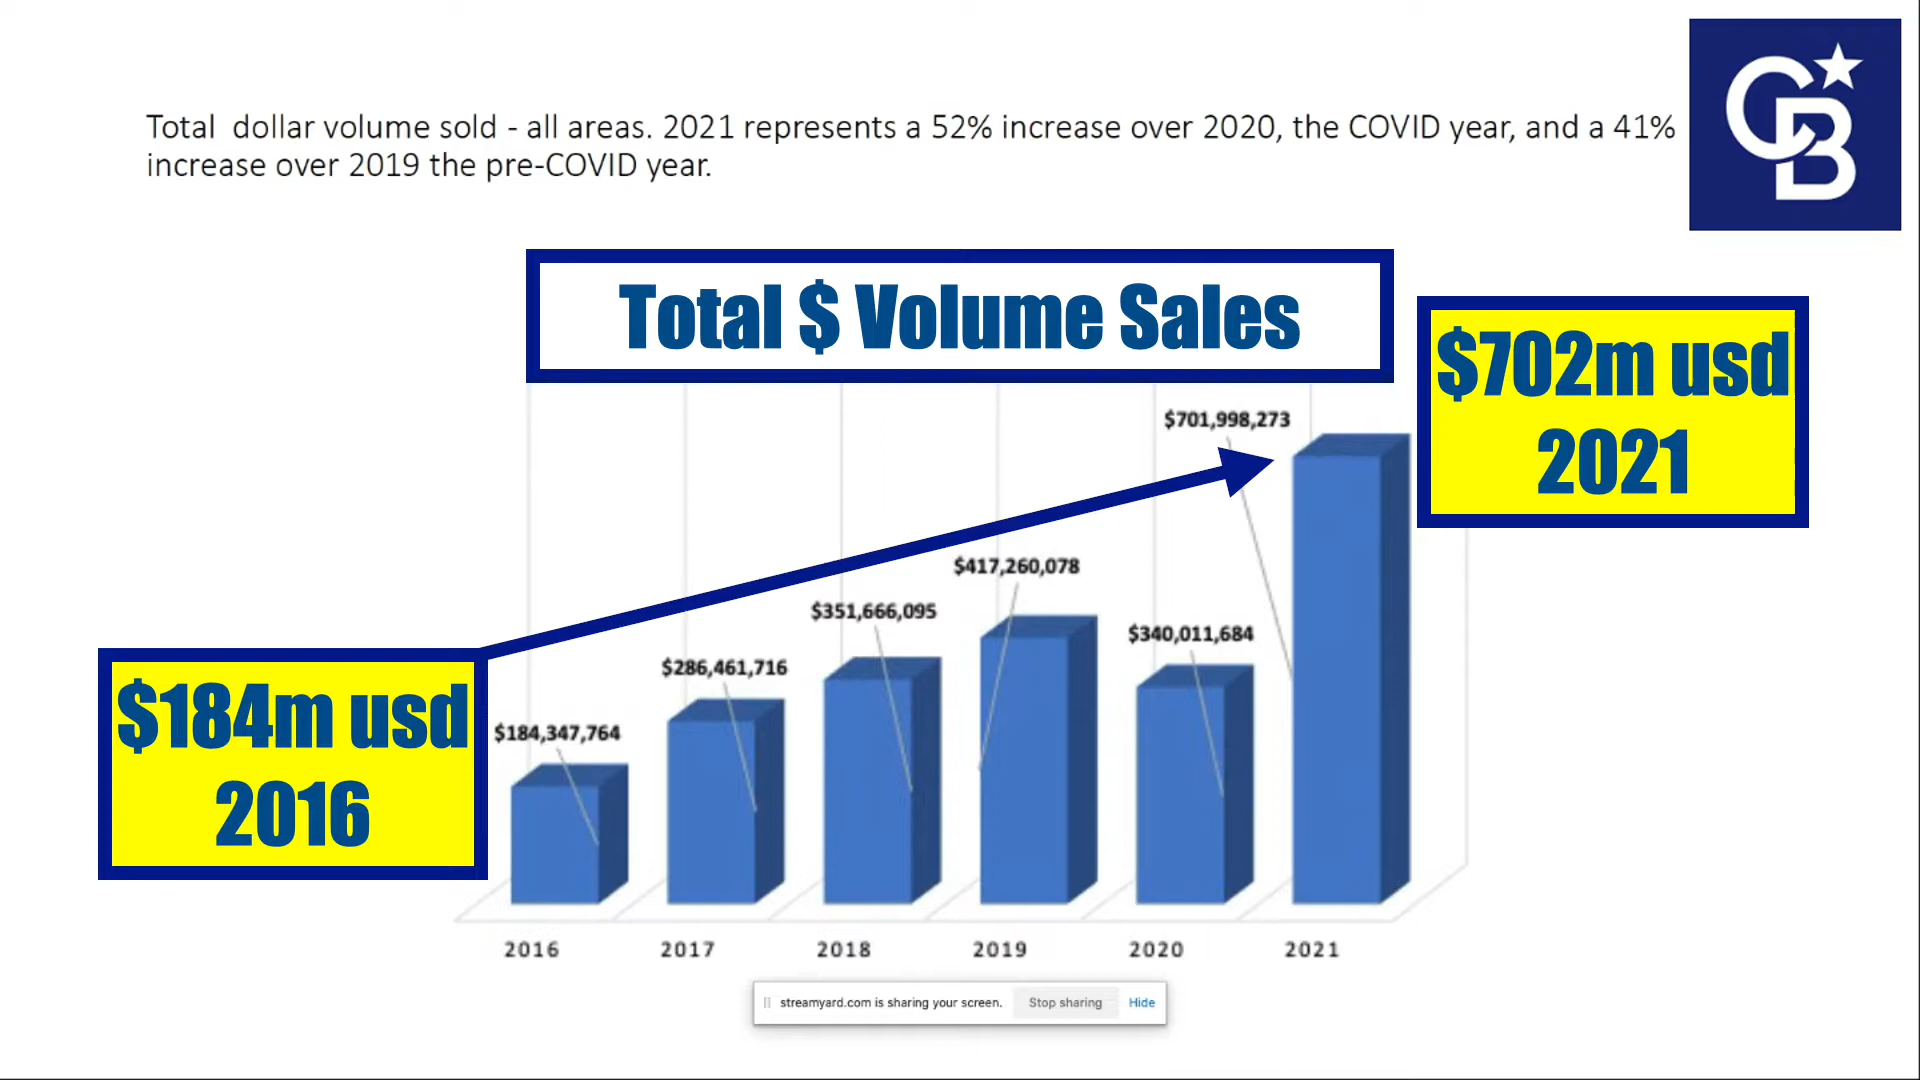 Total dollar volume sold - all areas. 2021 represents a 52% increase over 2020, the COVID year, and a 41%
increase over 2019 the pre-COVID year.
CB
Total $ Volume Sales
$702m usd
2021
$701,998,273
$417,260,078
$351,666,095
$340,011,684
$286,461,716
$184,347,764
$184m usd
2016
2016 2017 2018 2019 2020 2021
streamyard.com is sharing your screen. Stop sharing Hide